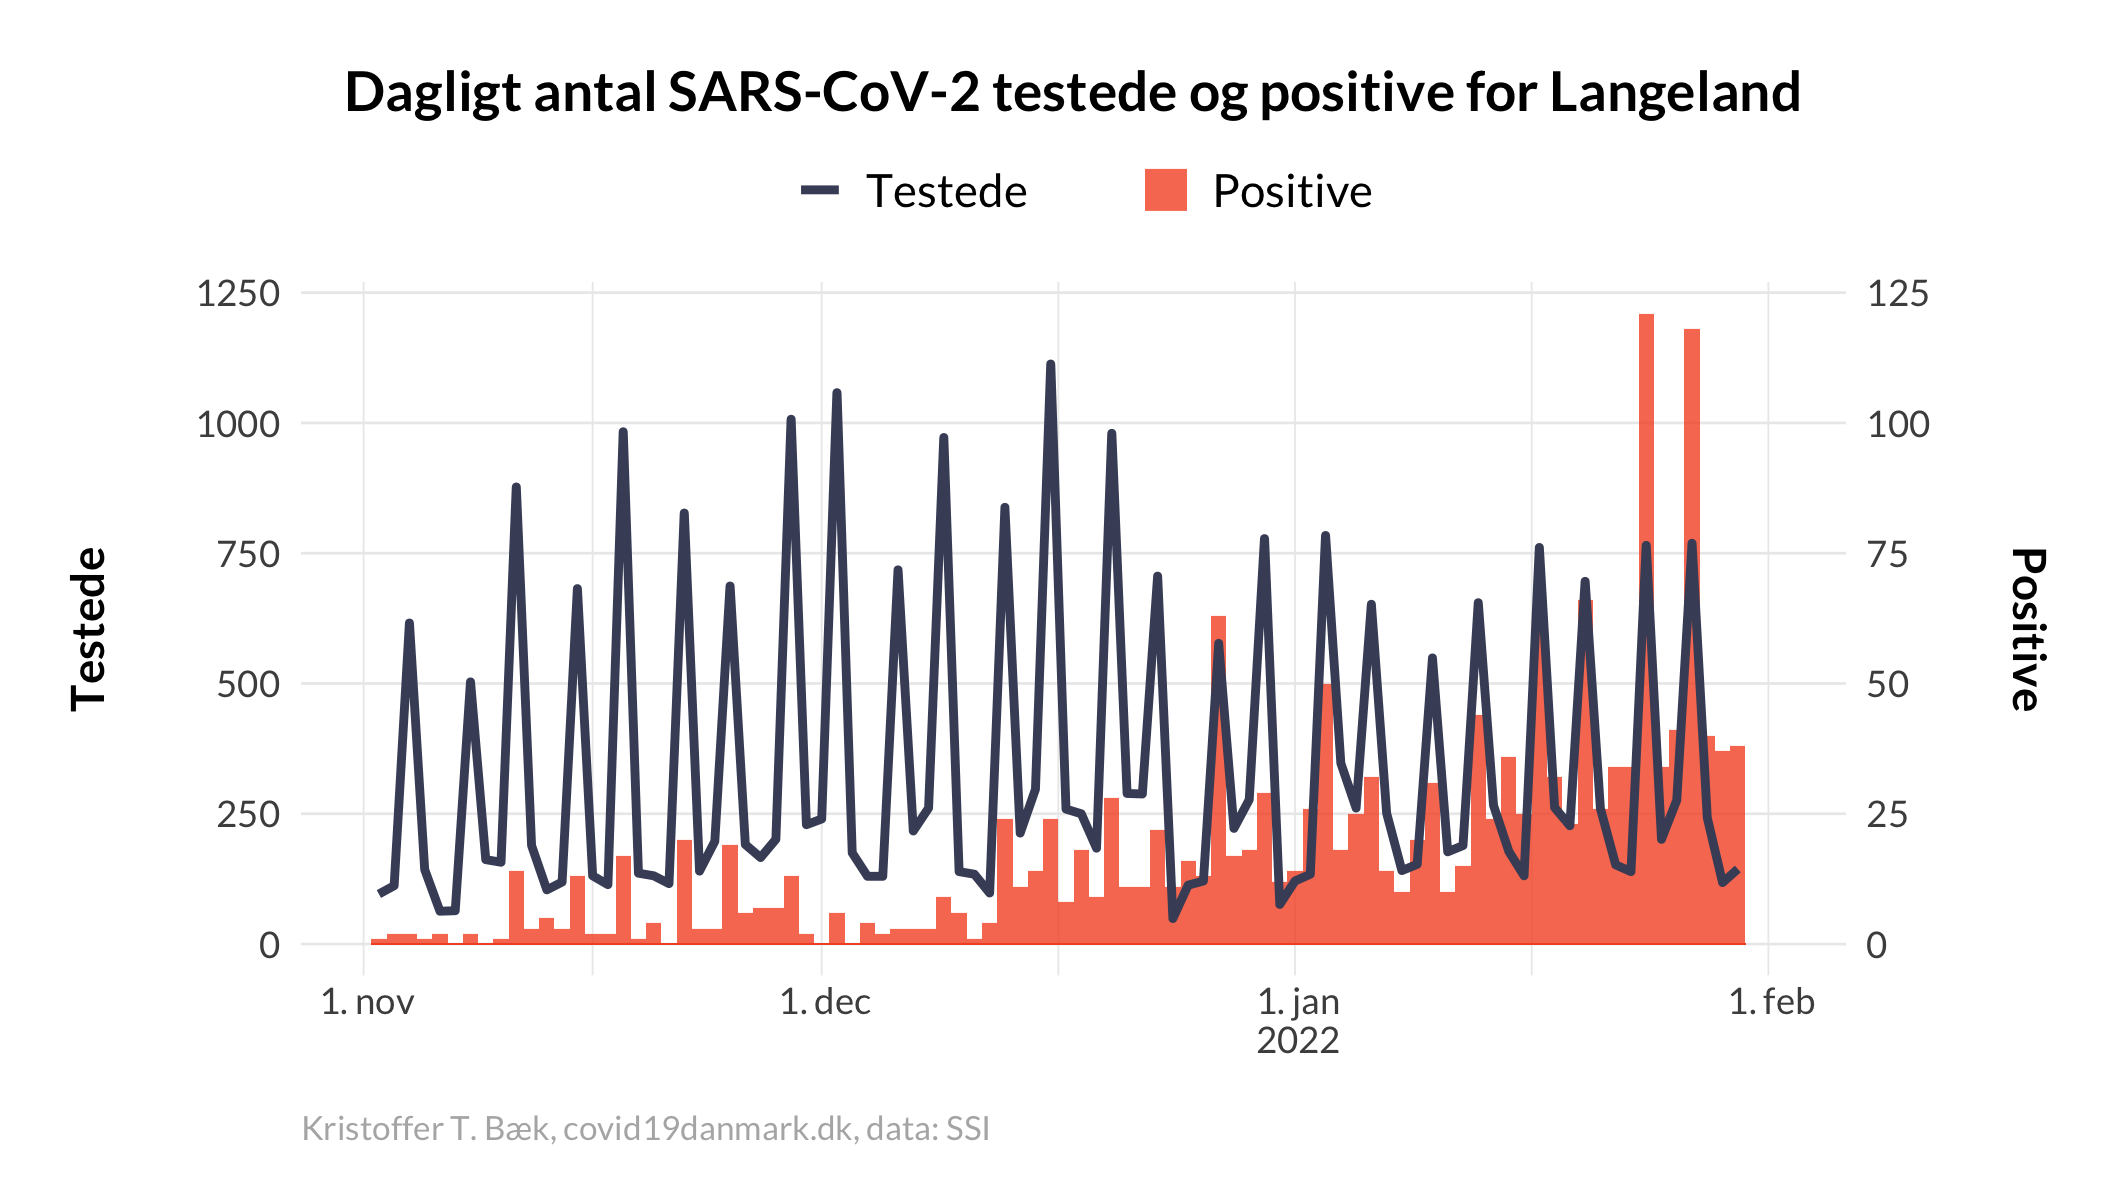 Dagligt antal SARS-CoV-2 testede og positive for Langeland
Testede
Positive
1250
1000
750
500
250
0
Testede
125
100
75
50
25
0
Positive
1. nov
1. dec
1. jan
2022
1. feb
Kristoffer T. Bæk, covid19danmark.dk, data: SSI